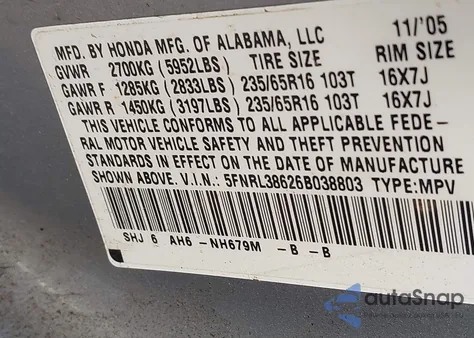 MFD. BY HONDA MFG. OF ALABAMA, LLC 11/'05
GVWR 2700KG (5952LBS) TIRE SIZE RIM SIZE
GAWR F 1285KG (2833LBS) 235/65R16 103T 16X7J
GAWR R 1450KG (3197LBS) 235/65R16 103T 16X7J
THIS VEHICLE CONFORMS TO ALL APPLICABLE FEDE-
RAL MOTOR VEHICLE SAFETY AND THEFT PREVENTION
STANDARDS IN EFFECT ON THE DATE OF MANUFACTURE
SHOWN ABOVE. V.I.N.: 5FNRL38626B038803 TYPE:MPV
SHJ 6 AH6 -NH679M -B -B
autoSnap